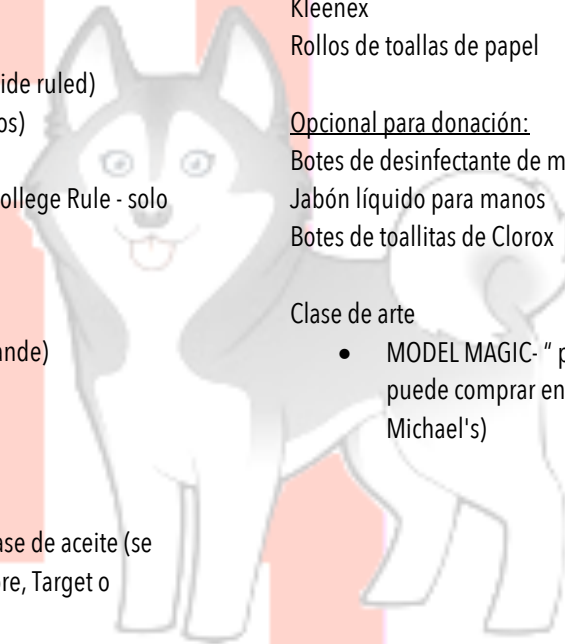 Kleenex
Rollos de toallas de papel
ide ruled)
os)
ollege Rule - solo
ande)
ase de aceite (se
re, Target o
Opcional para donación:
Botes de desinfectante de m
Jabón líquido para manos
Botes de toallitas de Clorox
Clase de arte
• MODEL MAGIC- “ p
puede comprar en
Michael's)